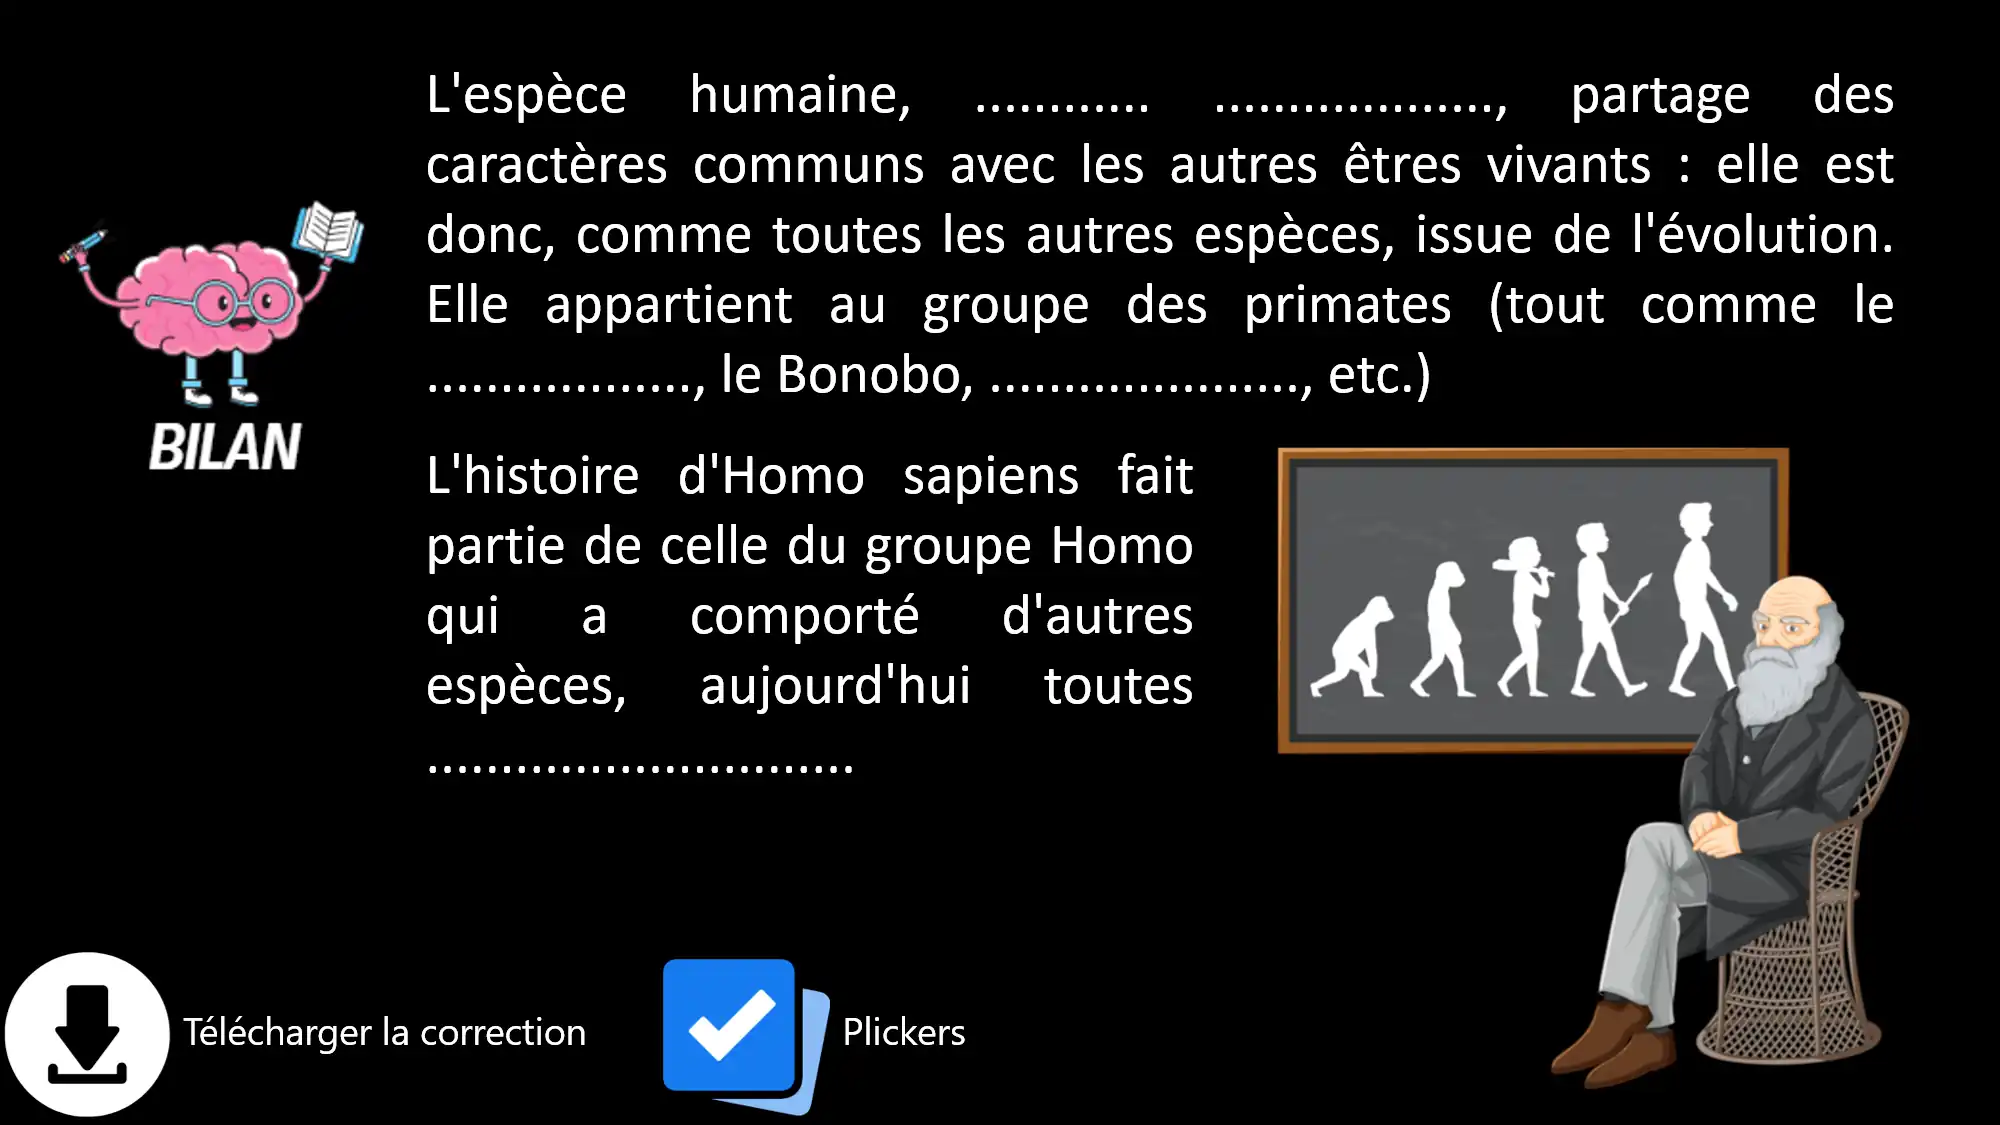 L'espèce humaine, ............ ..................., partage des
caractères communs avec les autres êtres vivants : elle est
donc, comme toutes les autres espèces, issue de l'évolution.
Elle appartient au groupe des primates (tout comme le
.................., le Bonobo, ....................., etc.)
BILAN
L'histoire d'Homo sapiens fait
partie de celle du groupe Homo
qui a comporté d'autres
espèces, aujourd'hui toutes
.............................
Télécharger la correction
Plickers